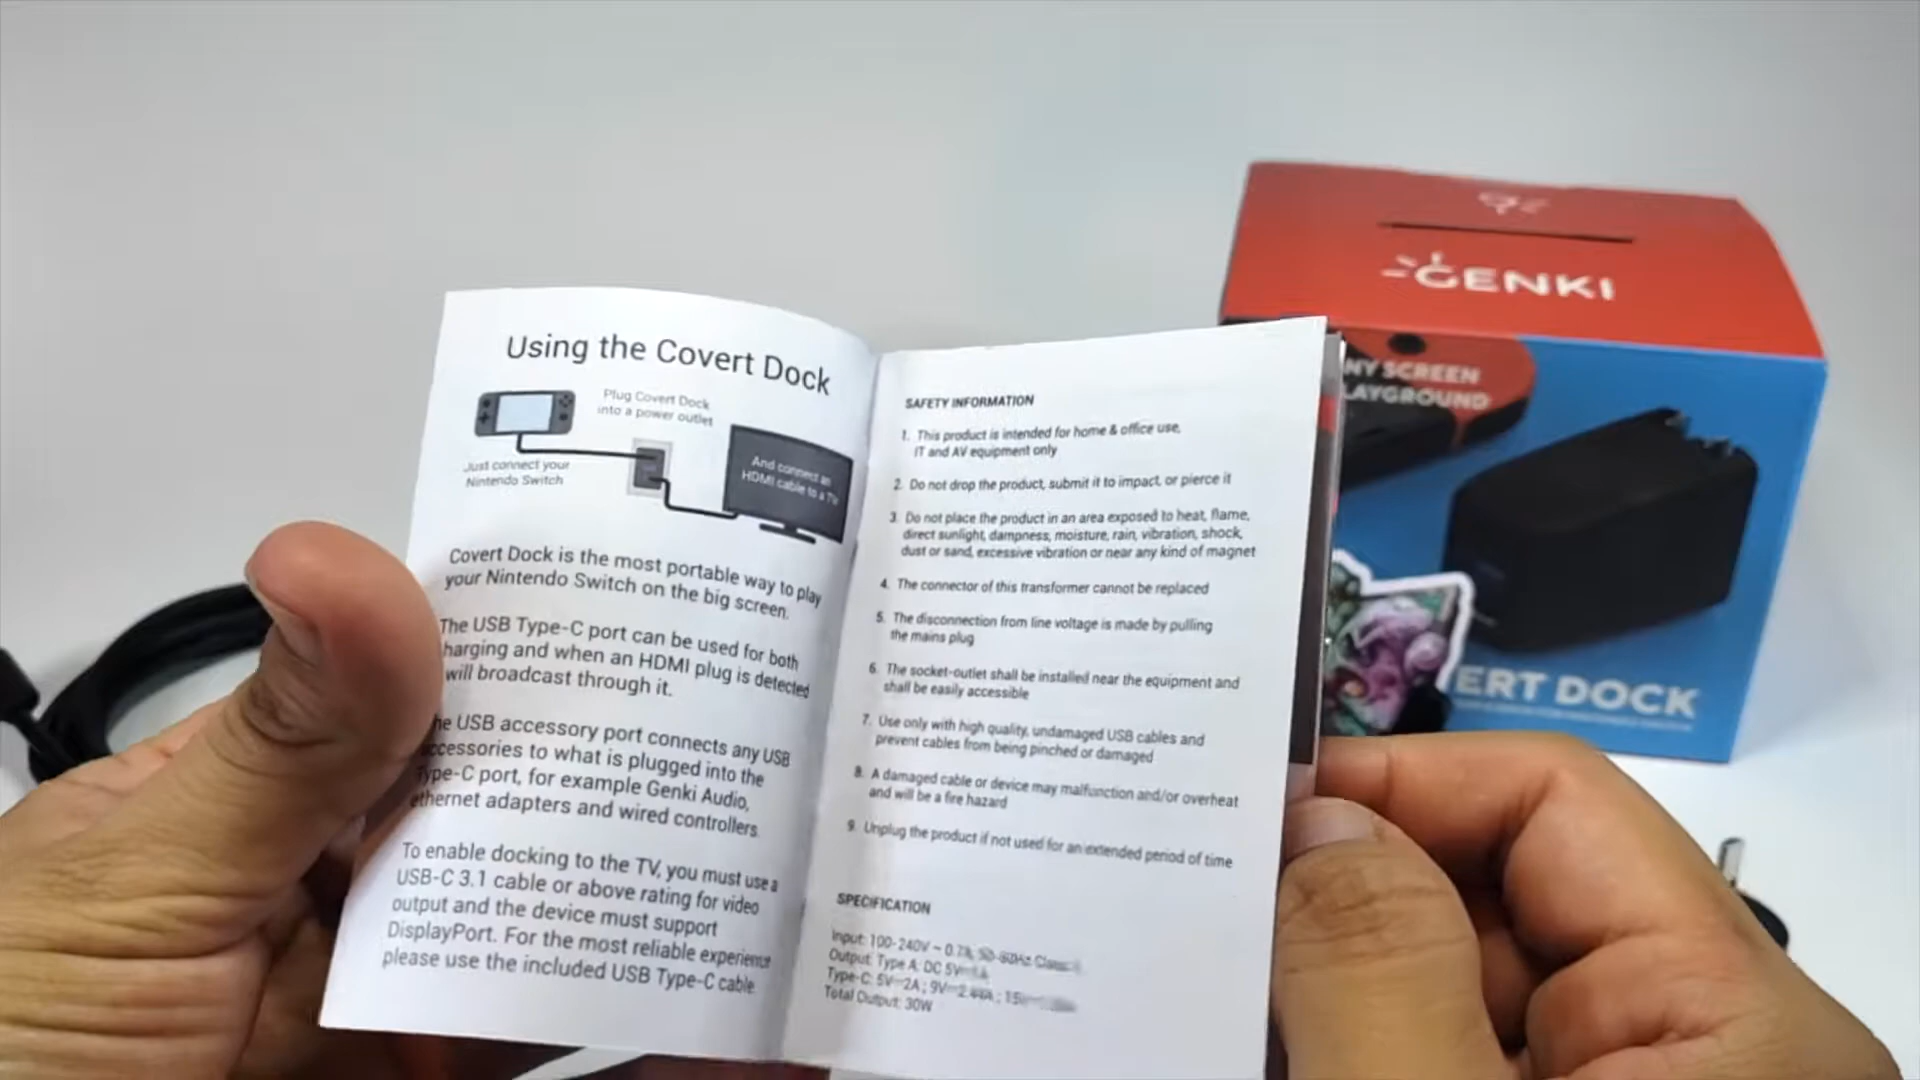 Using the Covert Dock
Plug Covert Dock
into a power outlet
Just connect your
Nintendo Switch
And connect an
HDMI cable to a TV
Covert Dock is the most portable way to play
your Nintendo Switch on the big screen.
The USB Type-C port can be used for both
harging and when an HDMI plug is detected
will broadcast through it.
he USB accessory port connects any USB
ccessories to what is plugged into the
Type-C port, for example Genki Audio,
ethernet adapters and wired controllers.
To enable docking to the TV, you must use a
USB-C 3.1 cable or above rating for video
output and the device must support
DisplayPort. For the most reliable experience
please use the included USB Type-C cable.
SAFETY INFORMATION
1. This product is intended for home & office use,
IT and AV equipment only
2. Do not drop the product, submit it to impact, or pierce it
3. Do not place the product in an area exposed to heat, flame,
direct sunlight, dampness, moisture, rain, vibration, shock,
dust or sand, excessive vibration or near any kind of magnet
4. The connector of this transformer cannot be replaced
5. The disconnection from line voltage is made by pulling
the mains plug
6. The socket-outlet shall be installed near the equipment and
shall be easily accessible
7. Use only with high quality, undamaged USB cables and
prevent cables from being pinched or damaged
8. A damaged cable or device may malfunction and/or overheat
and will be a fire hazard
9. Unplug the product if not used for an extended period of time
SPECIFICATION
Input: 100-240V ~
Output: Type A: DC 5V
Type-C: 5V⎓2A ; 9V
Total Output: 30W
GENKI
NY SCREEN
LAYGROUND
ERT DOCK